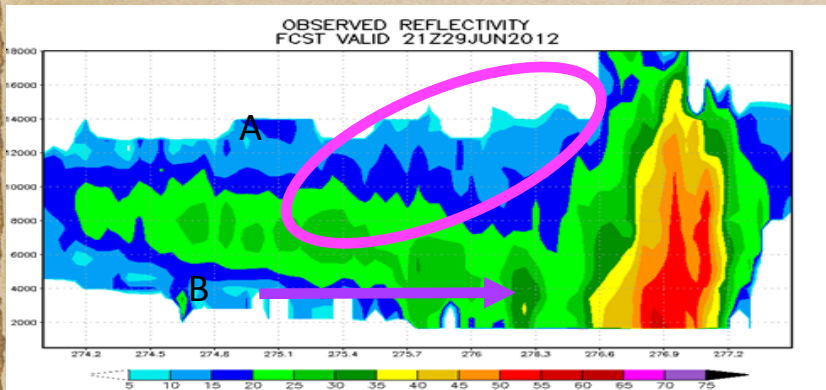 OBSERVED REFLECTIVITY
FCST VALID 21Z29JUN2012
18000
16000
14000
A
12000
10000
8000
6000
4000
B
2000
274.2 274.5 274.8 275.1 275.4 275.7 276 276.3 276.6 276.9 277.2
5 10 15 20 25 30 35 40 45 50 55 60 65 70 75